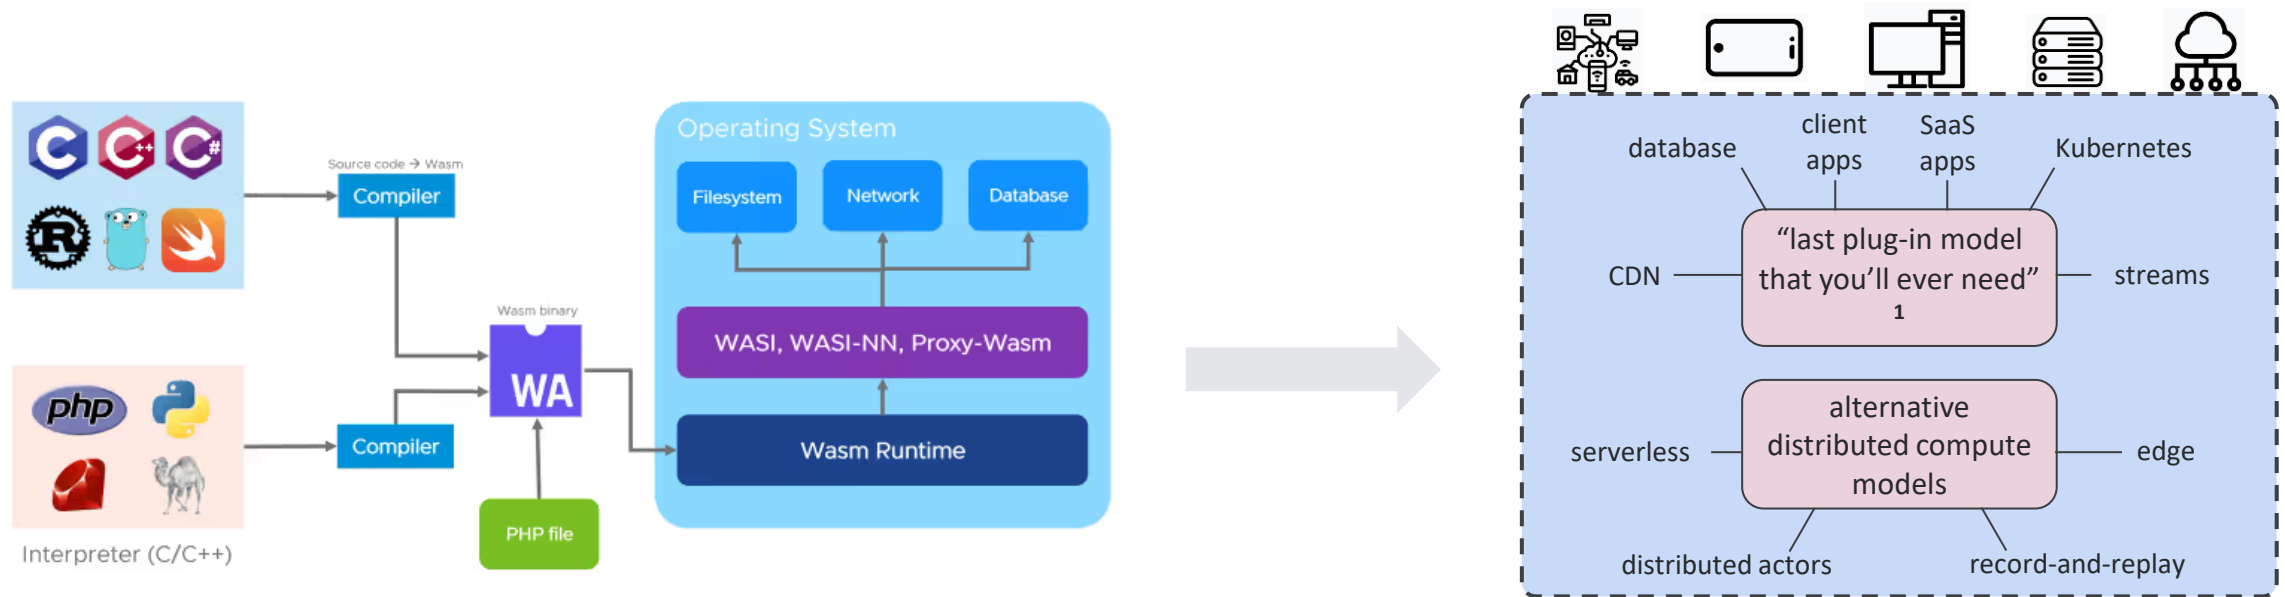 C
C++
C#
R
php
Interpreter (C/C++)
Source code → Wasm
Compiler
Compiler
Wasm binary
WA
PHP file
Operating System
Filesystem
Network
Database
WASI, WASI-NN, Proxy-Wasm
Wasm Runtime
database
client
apps
SaaS
apps
Kubernetes
“last plug-in model
that you’ll ever need”
1
CDN
streams
alternative
distributed compute
models
serverless
edge
distributed actors
record-and-replay